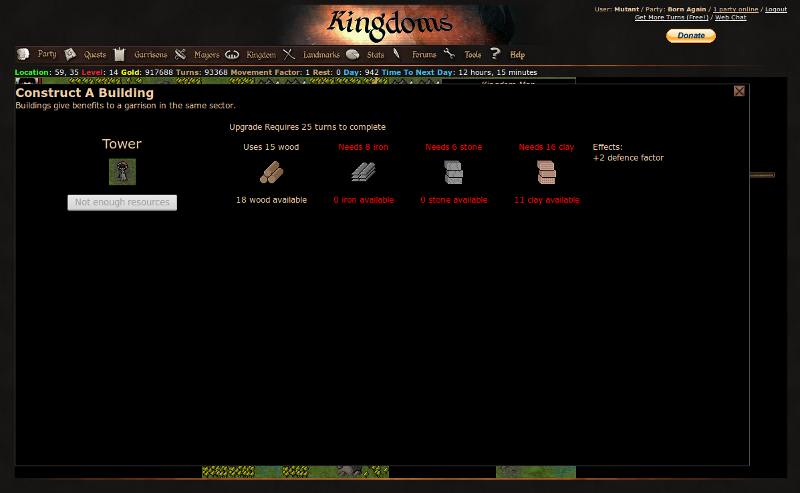 Kingdoms
User: Mutant / Party: Born Again / 1 party online / Logout
Get More Turns (Free!) / Web Chat
Donate
Party Quests Garrisons Mayors Kingdom Landmarks Stats Forums Tools Help
Location: 59, 35 Level: 14 Gold: 917688 Turns: 93368 Movement Factor: 1 Rest: 0 Day: 942 Time To Next Day: 12 hours, 15 minutes
Construct A Building
Buildings give benefits to a garrison in the same sector.
Upgrade Requires 25 turns to complete
Tower
Uses 15 wood Needs 8 iron Needs 6 stone Needs 16 clay Effects:
+2 defence factor
Not enough resources
18 wood available 0 iron available 0 stone available 11 clay available